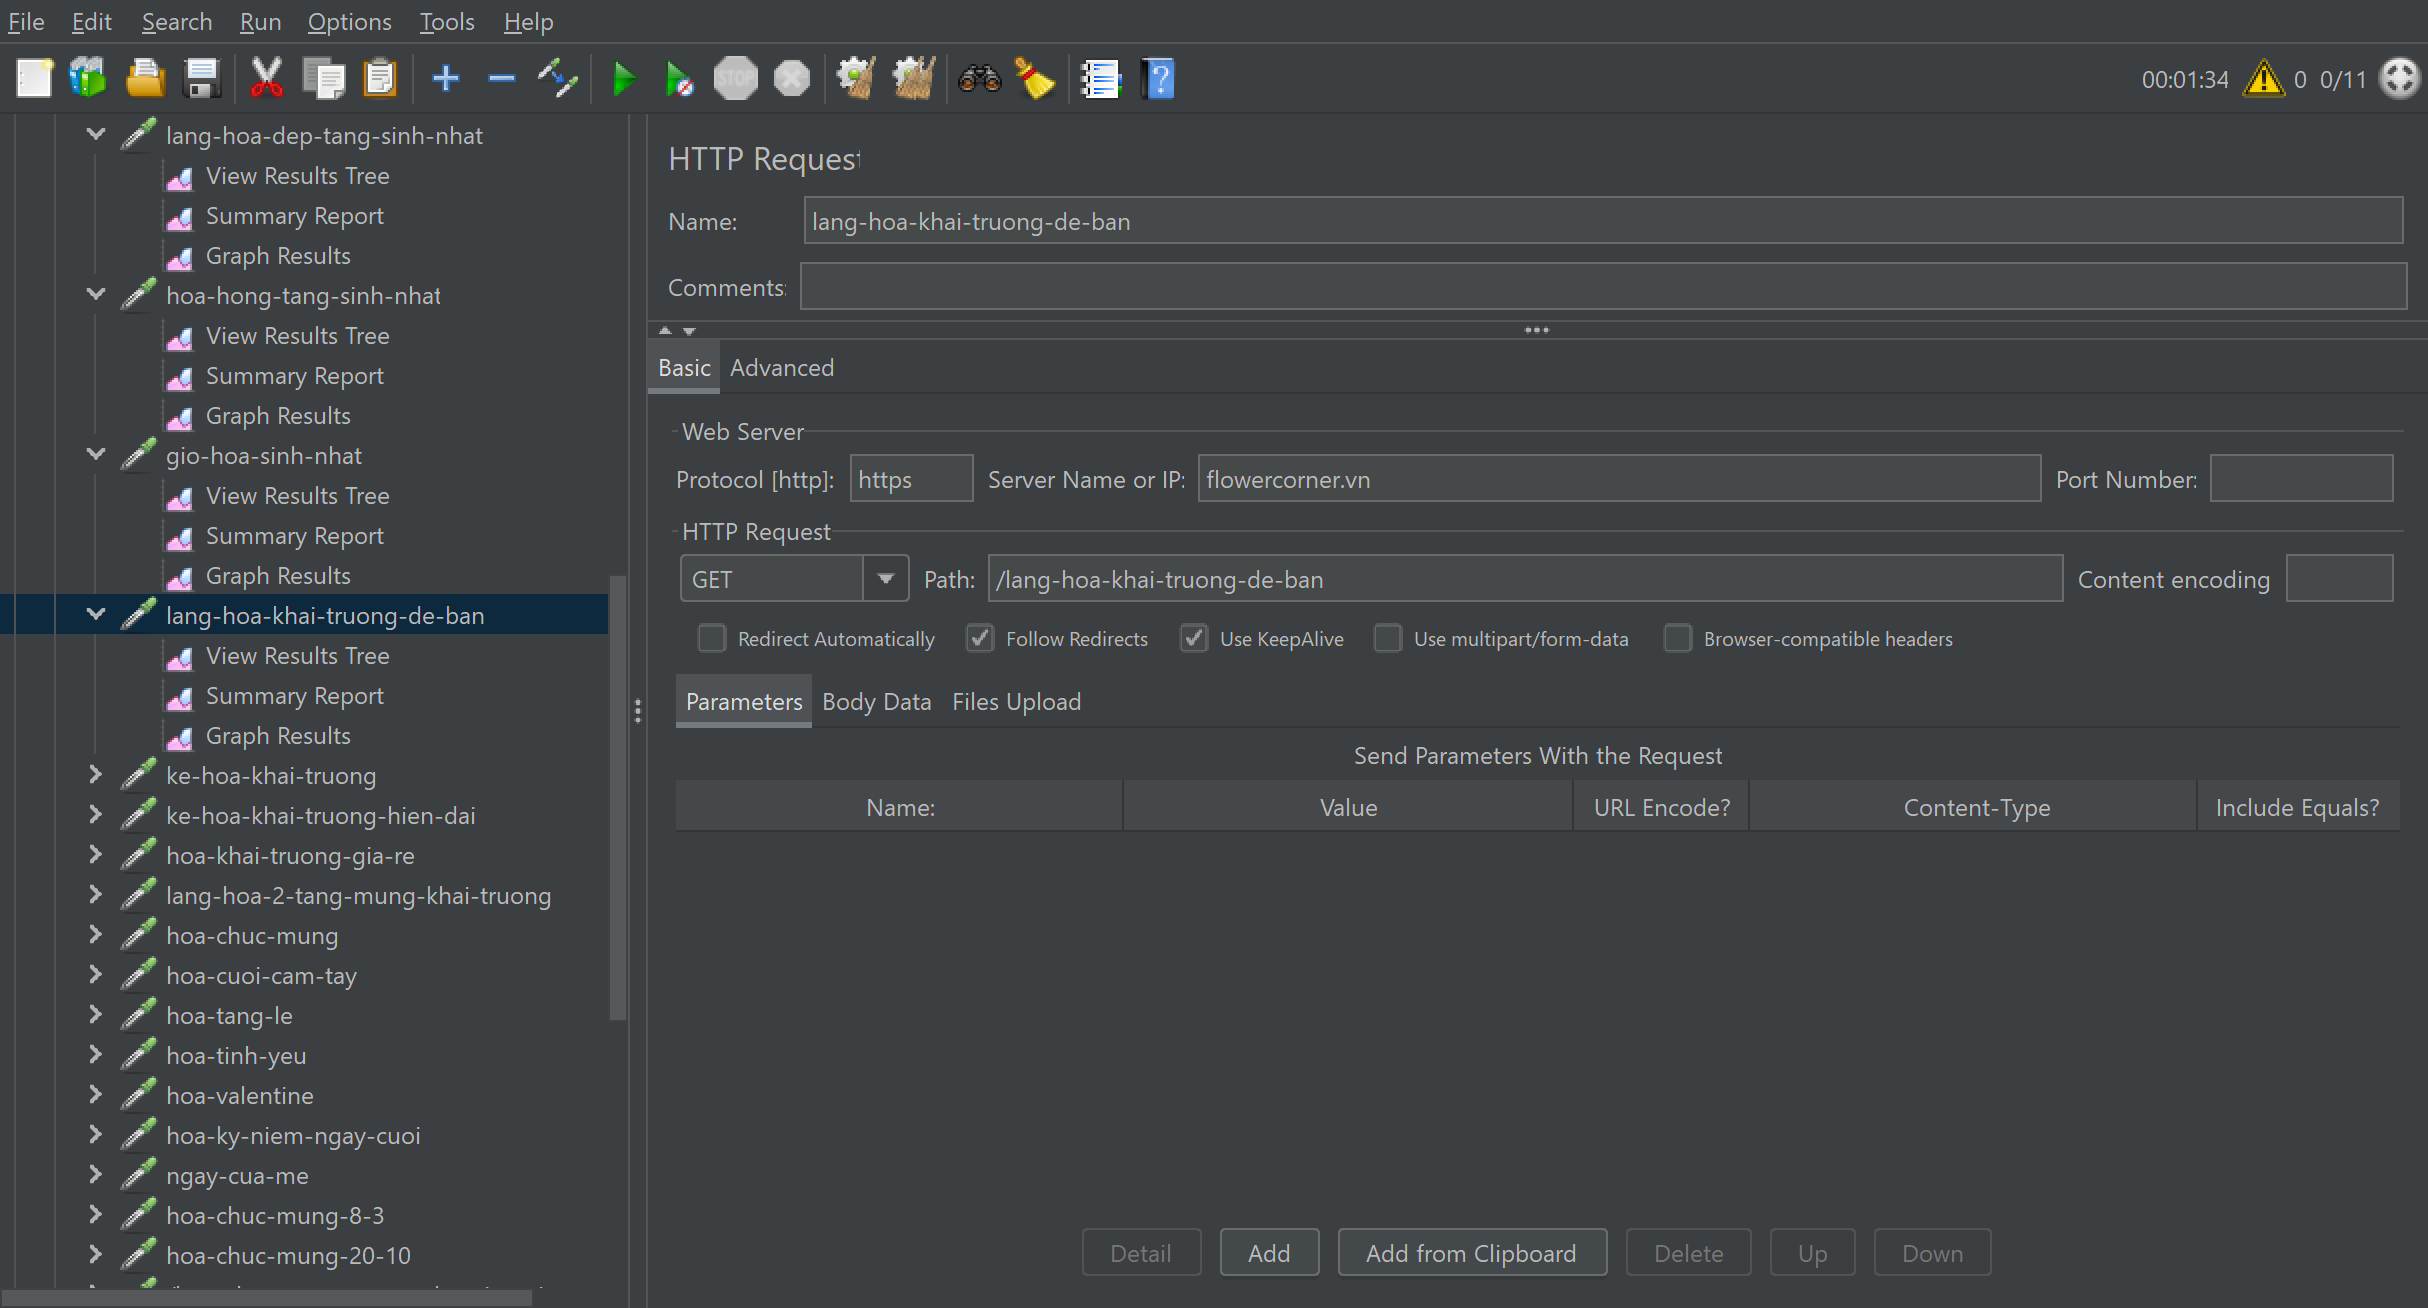 File Edit Search Run Options Tools Help
STOP
00:01:34 0 0/11
lang-hoa-dep-tang-sinh-nhat
View Results Tree
Summary Report
Graph Results
hoa-hong-tang-sinh-nhat
View Results Tree
Summary Report
Graph Results
gio-hoa-sinh-nhat
View Results Tree
Summary Report
Graph Results
lang-hoa-khai-truong-de-ban
View Results Tree
Summary Report
Graph Results
ke-hoa-khai-truong
ke-hoa-khai-truong-hien-dai
hoa-khai-truong-gia-re
lang-hoa-2-tang-mung-khai-truong
hoa-chuc-mung
hoa-cuoi-cam-tay
hoa-tang-le
hoa-tinh-yeu
hoa-valentine
hoa-ky-niem-ngay-cuoi
ngay-cua-me
hoa-chuc-mung-8-3
hoa-chuc-mung-20-10
HTTP Request
Name: lang-hoa-khai-truong-de-ban
Comments:
Basic Advanced
Web Server
Protocol [http]: https Server Name or IP: flowercorner.vn Port Number:
HTTP Request
GET Path: /lang-hoa-khai-truong-de-ban Content encoding
Redirect Automatically Follow Redirects Use KeepAlive Use multipart/form-data Browser-compatible headers
Parameters Body Data Files Upload
Send Parameters With the Request
Name: Value URL Encode? Content-Type Include Equals?
Detail Add Add from Clipboard Delete Up Down